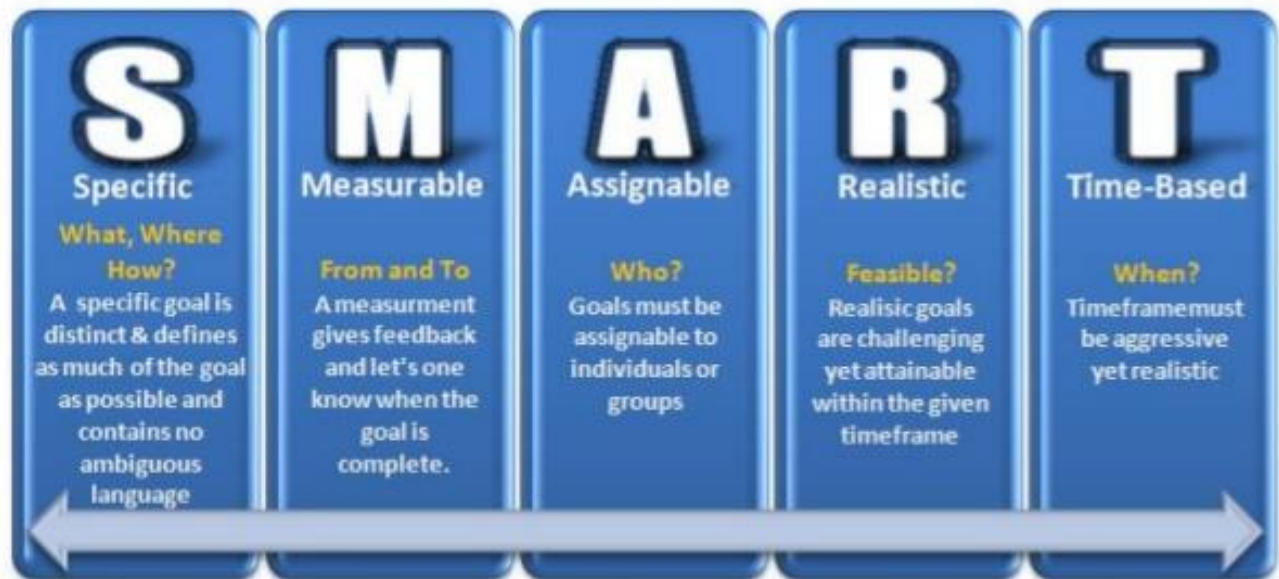 S
Specific
What, Where
How?
A specific goal is
distinct & defines
as much of the goal
as possible and
contains no
ambiguous
language
M
Measurable
From and To
A measurment
gives feedback
and let's one
know when the
goal is
complete.
A
Assignable
Who?
Goals must be
assignable to
individuals or
groups
R
Realistic
Feasible?
Realisic goals
are challenging
yet attainable
within the given
timeframe
T
Time-Based
When?
Timeframemust
be aggressive
yet realistic